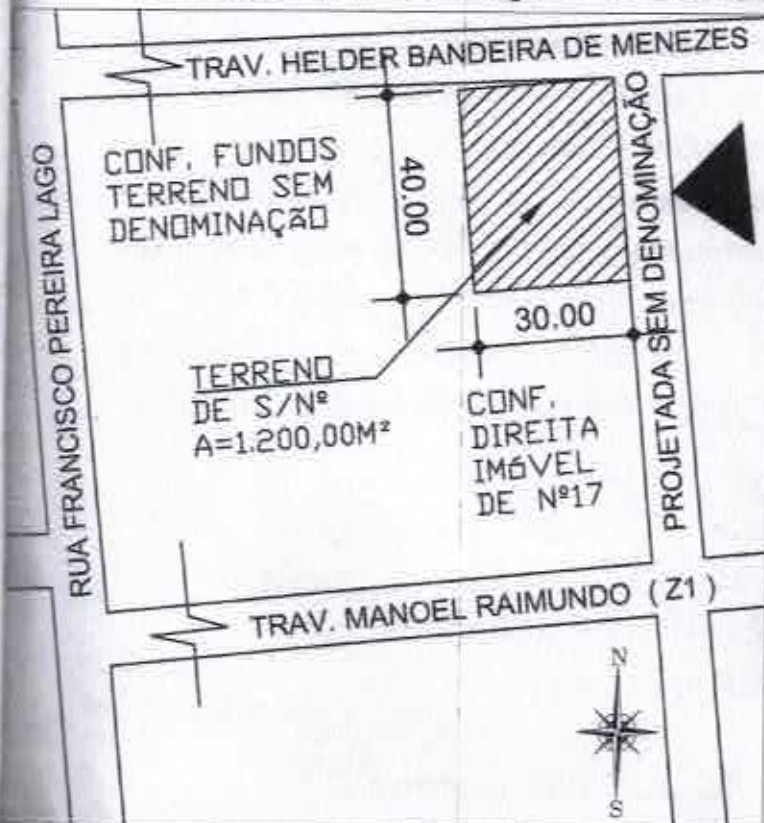 TRAV. HELDER BANDEIRA DE MENEZES
RUA FRANCISCO PEREIRA LAGO
CONF. FUNDOS
TERRENO SEM
DENOMINAÇãO
40.00
PROJETADA SEM DENOMINAÇÃO
30.00
TERRENO
DE S/Nº
A=1.200,00M²
CONF.
DIREITA
IMóVEL
DE Nº17
TRAV. MANOEL RAIMUNDO ( Z1 )
N
S